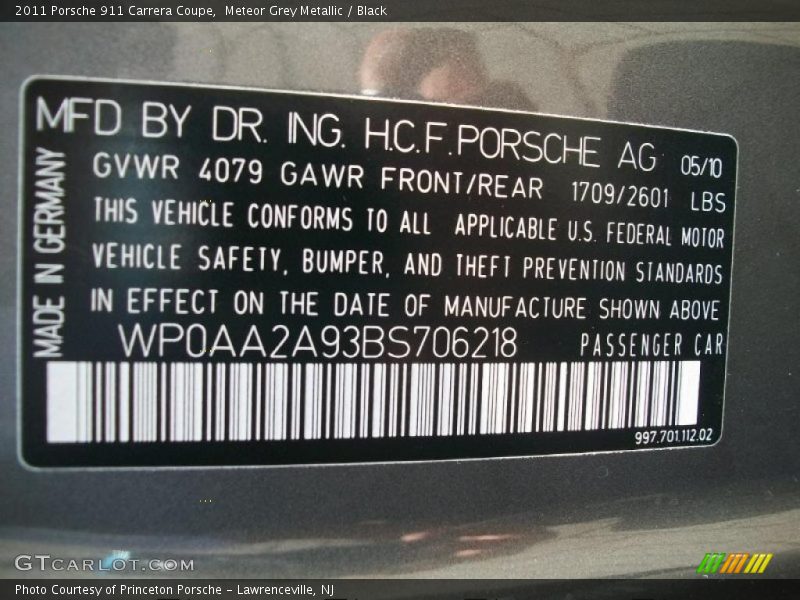 2011 Porsche 911 Carrera Coupe,  Meteor Grey Metallic / Black
MFD BY DR. ING. H.C.F. PORSCHE AG 05/10
GVWR 4079 GAWR FRONT/REAR 1709/2601 LBS
THIS VEHICLE CONFORMS TO ALL APPLICABLE U.S. FEDERAL MOTOR
VEHICLE SAFETY, BUMPER, AND THEFT PREVENTION STANDARDS
IN EFFECT ON THE DATE OF MANUFACTURE SHOWN ABOVE
WP0AA2A93BS706218 PASSENGER CAR
MADE IN GERMANY
997.701.112.02
GTCARLOT.COM
Photo Courtesy of Princeton Porsche - Lawrenceville, NJ